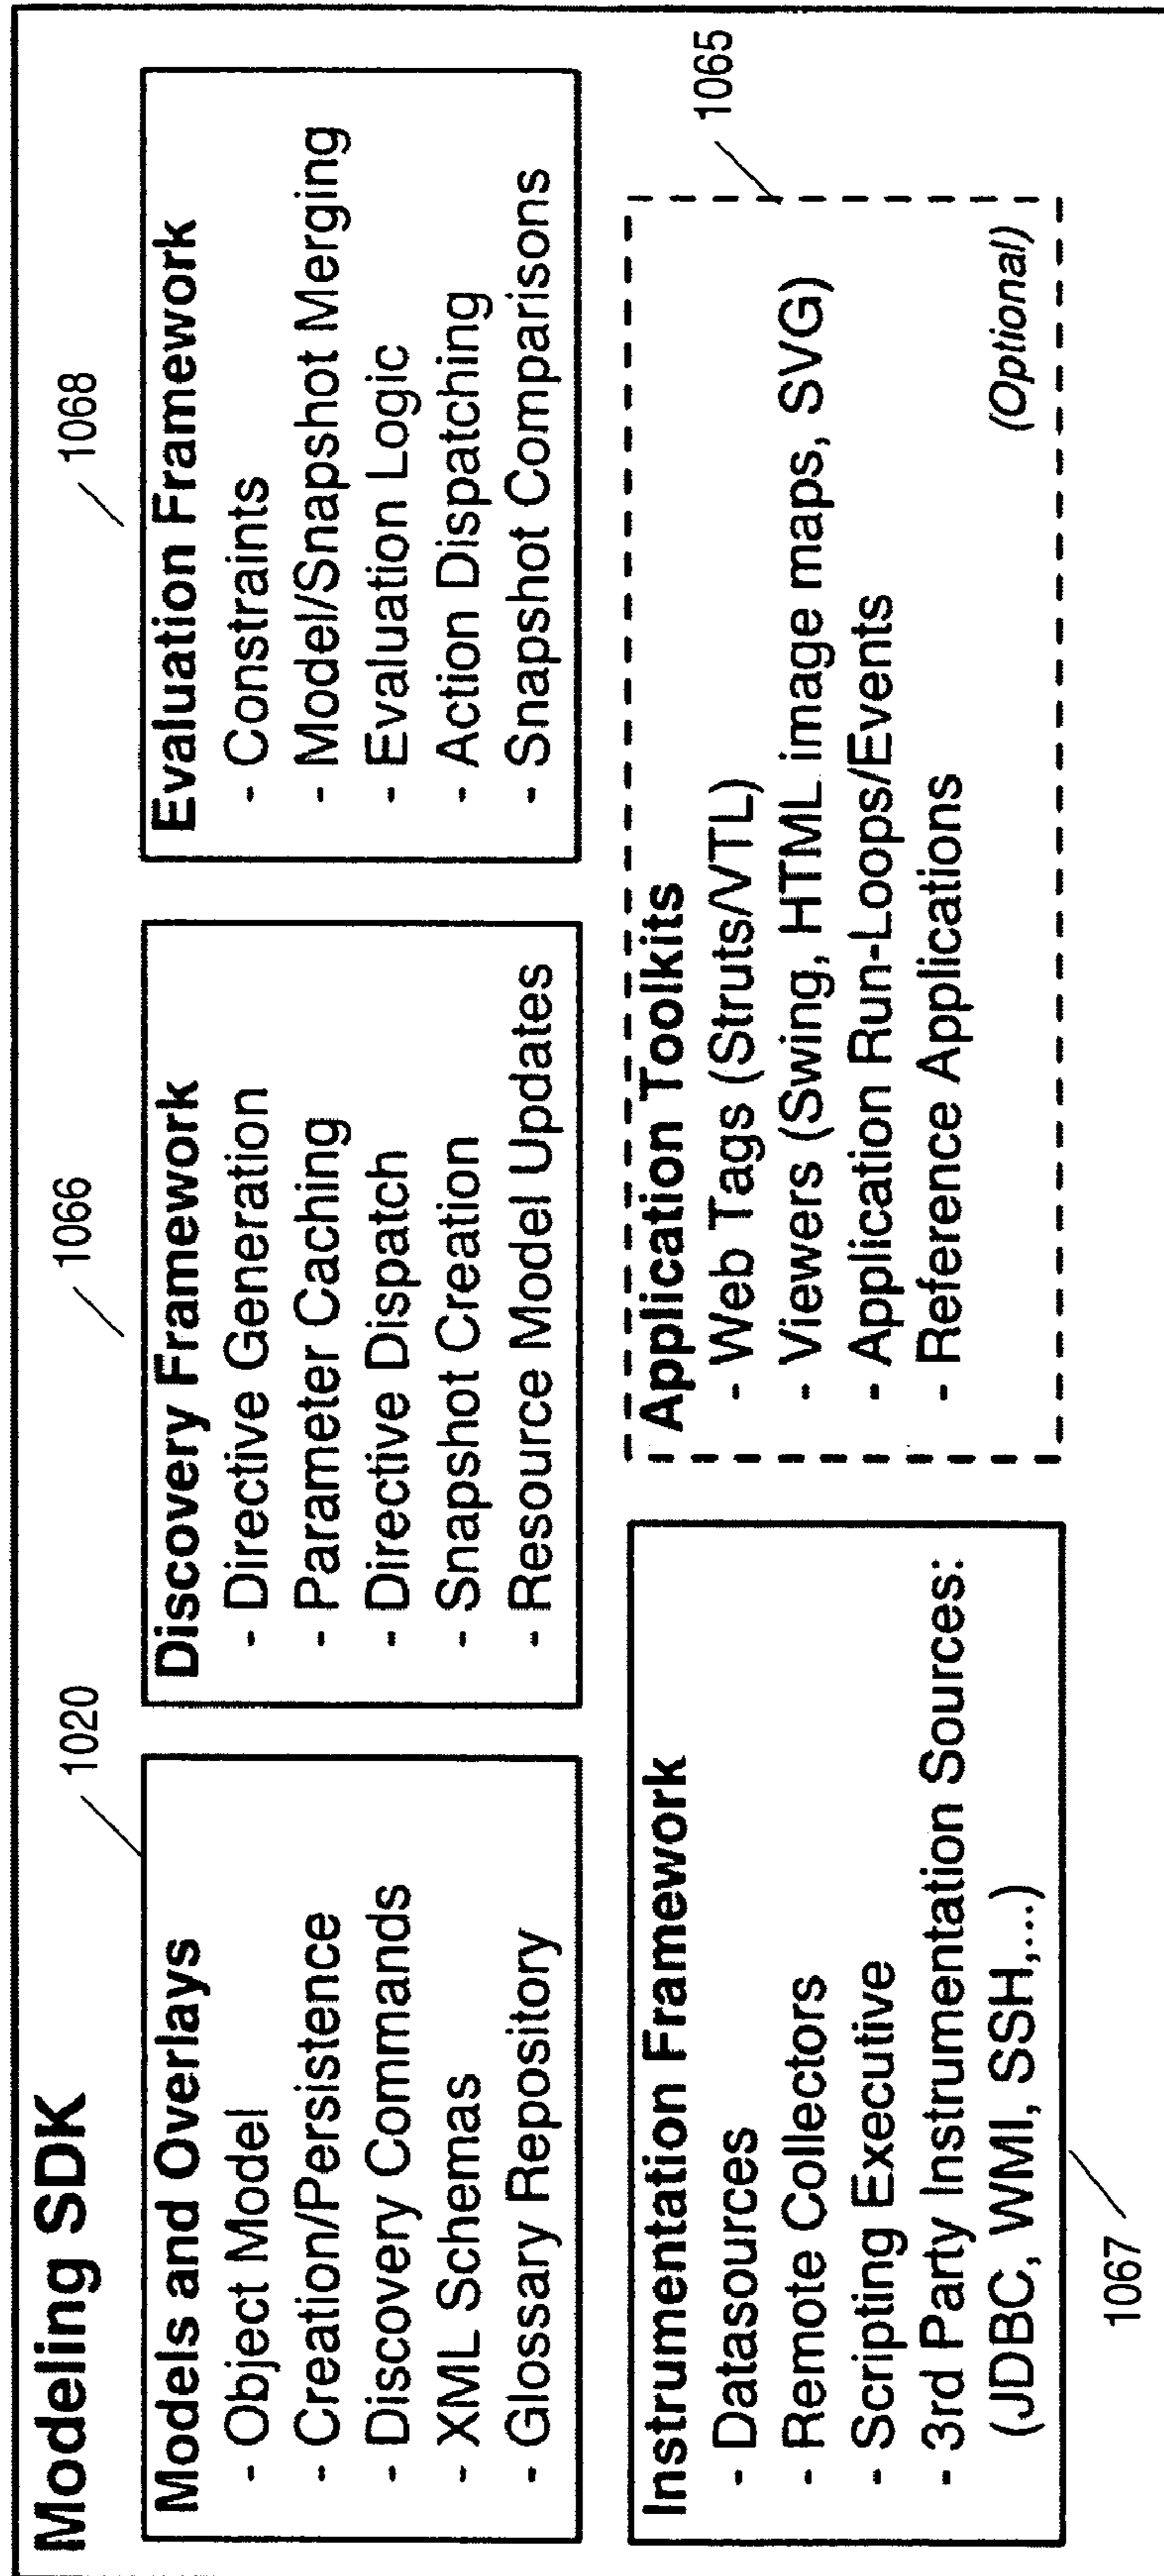 Modeling SDK
1020
Models and Overlays
- Object Model
- Creation/Persistence
- Discovery Commands
- XML Schemas
- Glossary Repository
1066
Discovery Framework
- Directive Generation
- Parameter Caching
- Directive Dispatch
- Snapshot Creation
- Resource Model Updates
1068
Evaluation Framework
- Constraints
- Model/Snapshot Merging
- Evaluation Logic
- Action Dispatching
- Snapshot Comparisons
Instrumentation Framework
- Datasources
- Remote Collectors
- Scripting Executive
- 3rd Party Instrumentation Sources:
(JDBC, WMI, SSH,...)
1067
Application Toolkits
- Web Tags (Struts/VTL)
- Viewers (Swing, HTML image maps, SVG)
- Application Run-Loops/Events
- Reference Applications
(Optional)
1065